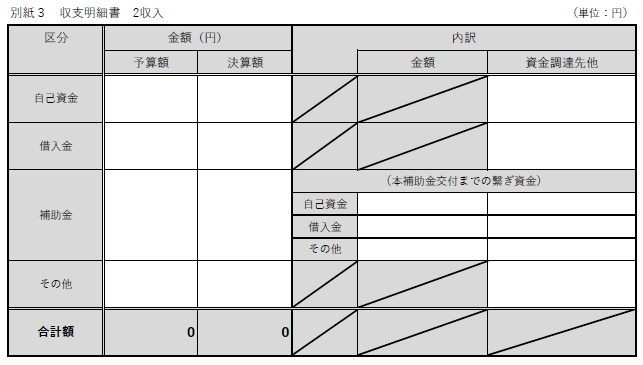 別紙３　収支明細書　2収入　（単位：円）
区分　金額（円）　内訳
予算額　決算額　金額　資金調達先他
自己資金
借入金
（本補助金交付までの繋ぎ資金）
補助金　自己資金
借入金
その他
その他
合計額　0　0